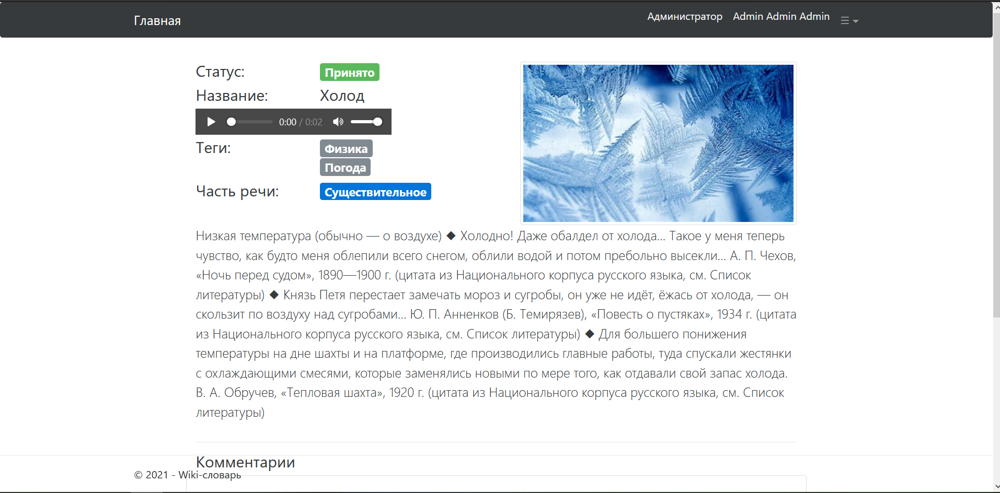 Главная
Администратор Admin Admin Admin
Статус: Принято
Название: Холод
0:00 / 0:02
Теги: Физика
Погода
Часть речи: Существительное
Низкая температура (обычно — о воздухе) ◆ Холодно! Даже обалдел от холода... Такое у меня теперь
чувство, как будто меня облепили всего снегом, облили водой и потом пребольно высекли... А. П. Чехов,
«Ночь перед судом», 1890—1900 г. (цитата из Национального корпуса русского языка, см. Список
литературы) ◆ Князь Петя перестает замечать мороз и сугробы, он уже не идёт, ёжась от холода, — он
скользит по воздуху над сугробами... Ю. П. Анненков (Б. Темирязев), «Повесть о пустяках», 1934 г. (цитата
из Национального корпуса русского языка, см. Список литературы) ◆ Для большего понижения
температуры на дне шахты и на платформе, где производились главные работы, туда спускали жестянки
с охлаждающими смесями, которые заменялись новыми по мере того, как отдавали свой запас холода.
В. А. Обручев, «Тепловая шахта», 1920 г. (цитата из Национального корпуса русского языка, см. Список
литературы)
Комментарии
© 2021 - Wiki-словарь